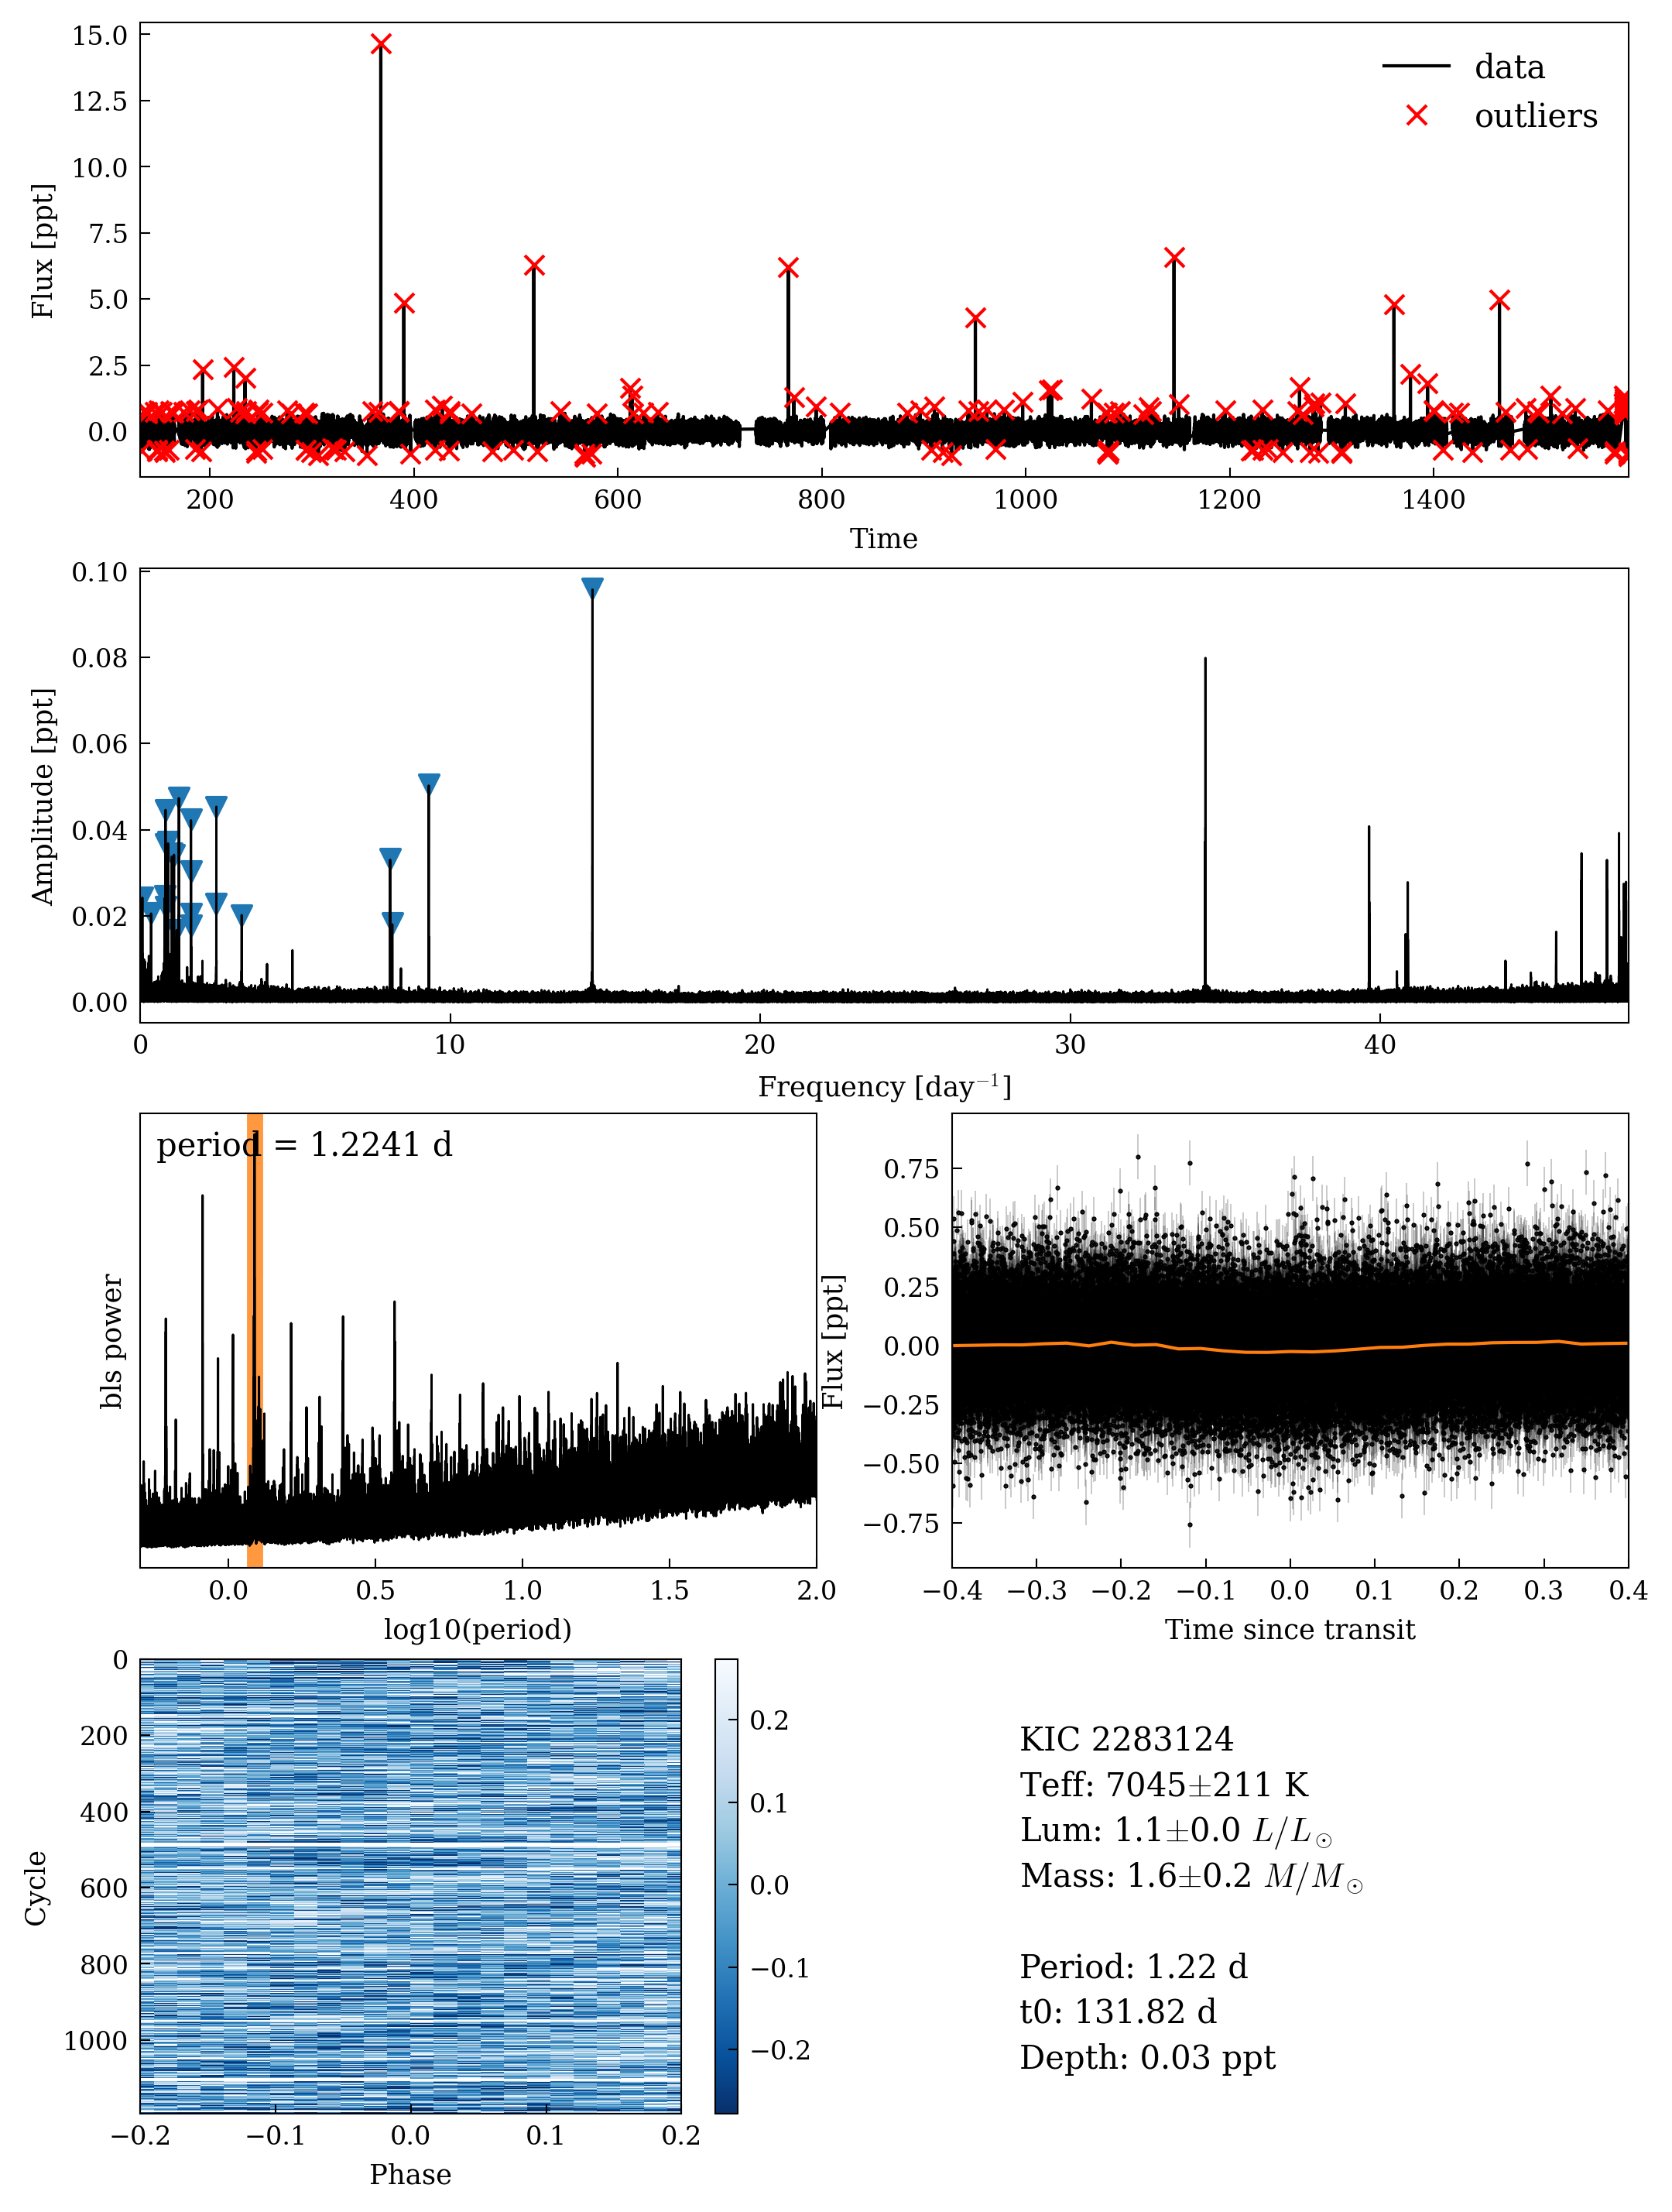 15.0
12.5
10.0
7.5
5.0
2.5
0.0
Flux [ppt]
data
outliers
200 400 600 800 1000 1200 1400
Time
0.10
0.08
0.06
0.04
0.02
0.00
Amplitude [ppt]
0 10 20 30 40
Frequency [day⁻¹]
period = 1.2241 d
bls power
0.0 0.5 1.0 1.5 2.0
log10(period)
0.75
0.50
0.25
0.00
−0.25
−0.50
−0.75
Flux [ppt]
−0.4 −0.3 −0.2 −0.1 0.0 0.1 0.2 0.3 0.4
Time since transit
0
200
400
600
800
1000
Cycle
−0.2 −0.1 0.0 0.1 0.2
Phase
0.2
0.1
0.0
−0.1
−0.2
KIC 2283124
Teff: 7045±211 K
Lum: 1.1±0.0 L/L⊙
Mass: 1.6±0.2 M/M⊙
Period: 1.22 d
t0: 131.82 d
Depth: 0.03 ppt